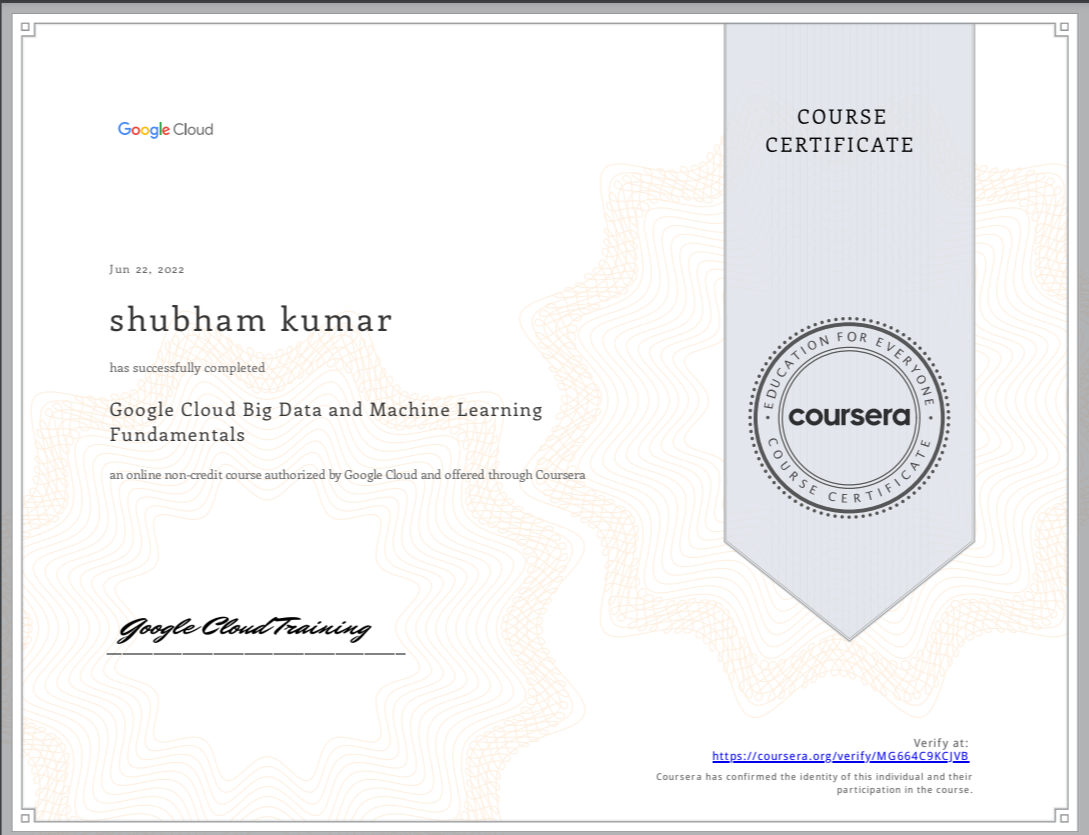 Google Cloud
COURSE
CERTIFICATE
Jun 22, 2022
shubham kumar
has successfully completed
Google Cloud Big Data and Machine Learning
Fundamentals
an online non-credit course authorized by Google Cloud and offered through Coursera
EDUCATION FOR EVERYONE
coursera
COURSE CERTIFICATE
Google Cloud Training
Verify at:
https://coursera.org/verify/MG664C9KCJVB
Coursera has confirmed the identity of this individual and their
participation in the course.